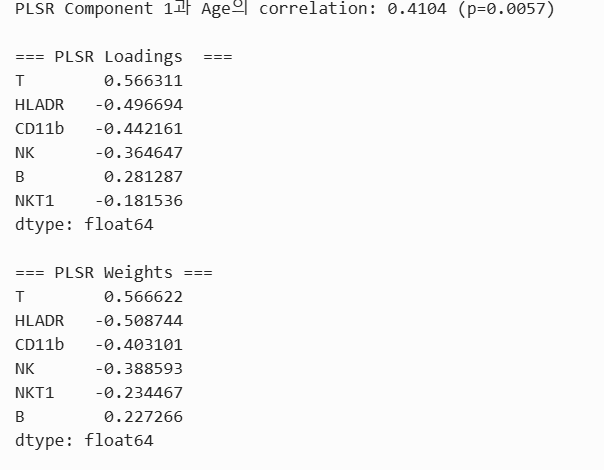 PLSR Component 1과 Age의 correlation: 0.4104 (p=0.0057)
=== PLSR Loadings  ===
T        0.566311
HLADR   -0.496694
CD11b   -0.442161
NK      -0.364647
B        0.281287
NKT1    -0.181536
dtype: float64
=== PLSR Weights ===
T        0.566622
HLADR   -0.508744
CD11b   -0.403101
NK      -0.388593
NKT1    -0.234467
B        0.227266
dtype: float64